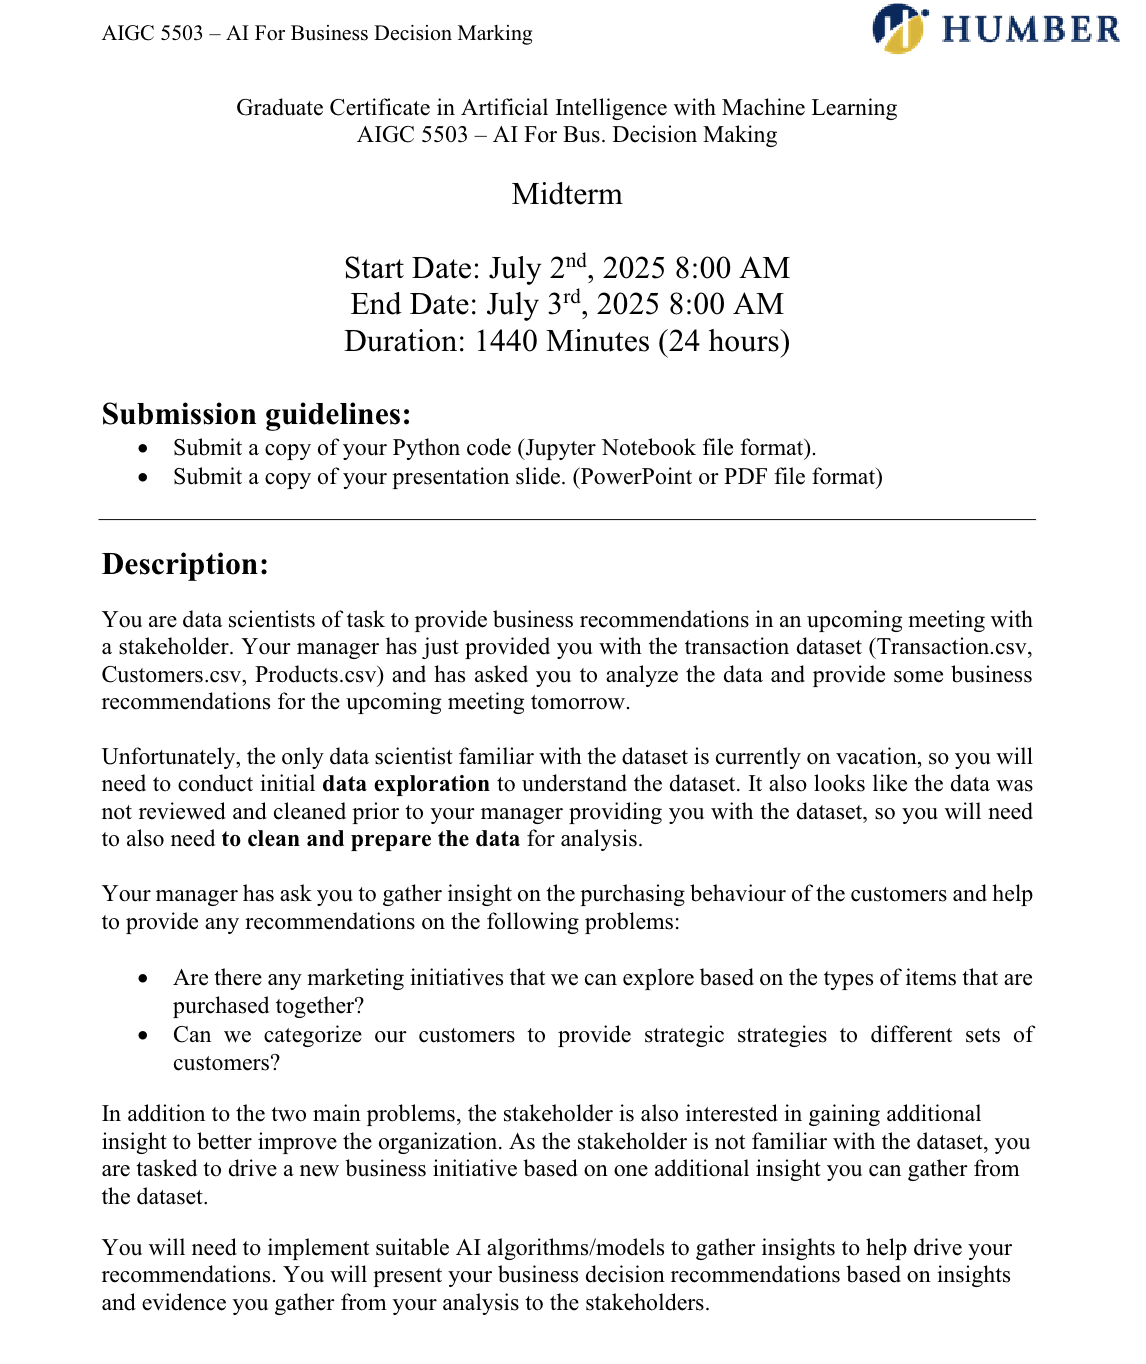 AIGC 5503 – AI For Business Decision Marking
HUMBER
Graduate Certificate in Artificial Intelligence with Machine Learning
AIGC 5503 – AI For Bus. Decision Making
Midterm
Start Date: July 2nd, 2025 8:00 AM
End Date: July 3rd, 2025 8:00 AM
Duration: 1440 Minutes (24 hours)
Submission guidelines:
• Submit a copy of your Python code (Jupyter Notebook file format).
• Submit a copy of your presentation slide. (PowerPoint or PDF file format)
Description:
You are data scientists of task to provide business recommendations in an upcoming meeting with
a stakeholder. Your manager has just provided you with the transaction dataset (Transaction.csv,
Customers.csv, Products.csv) and has asked you to analyze the data and provide some business
recommendations for the upcoming meeting tomorrow.
Unfortunately, the only data scientist familiar with the dataset is currently on vacation, so you will
need to conduct initial data exploration to understand the dataset. It also looks like the data was
not reviewed and cleaned prior to your manager providing you with the dataset, so you will need
to also need to clean and prepare the data for analysis.
Your manager has ask you to gather insight on the purchasing behaviour of the customers and help
to provide any recommendations on the following problems:
• Are there any marketing initiatives that we can explore based on the types of items that are
purchased together?
• Can we categorize our customers to provide strategic strategies to different sets of
customers?
In addition to the two main problems, the stakeholder is also interested in gaining additional
insight to better improve the organization. As the stakeholder is not familiar with the dataset, you
are tasked to drive a new business initiative based on one additional insight you can gather from
the dataset.
You will need to implement suitable AI algorithms/models to gather insights to help drive your
recommendations. You will present your business decision recommendations based on insights
and evidence you gather from your analysis to the stakeholders.